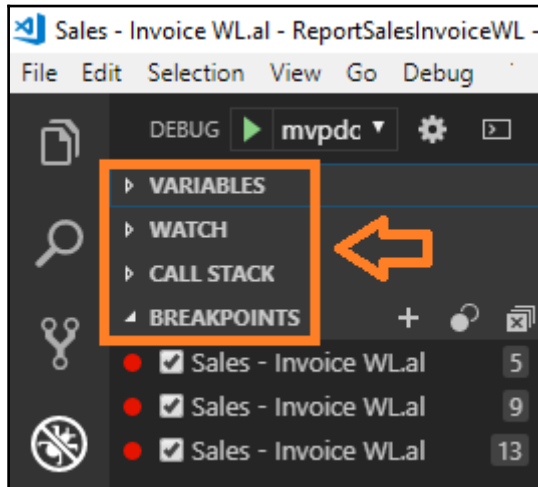 Sales - Invoice WL.al - ReportSalesInvoiceWL -
File Edit Selection View Go Debug
DEBUG mvpdc
VARIABLES
WATCH
CALL STACK
BREAKPOINTS
Sales - Invoice WL.al 5
Sales - Invoice WL.al 9
Sales - Invoice WL.al 13